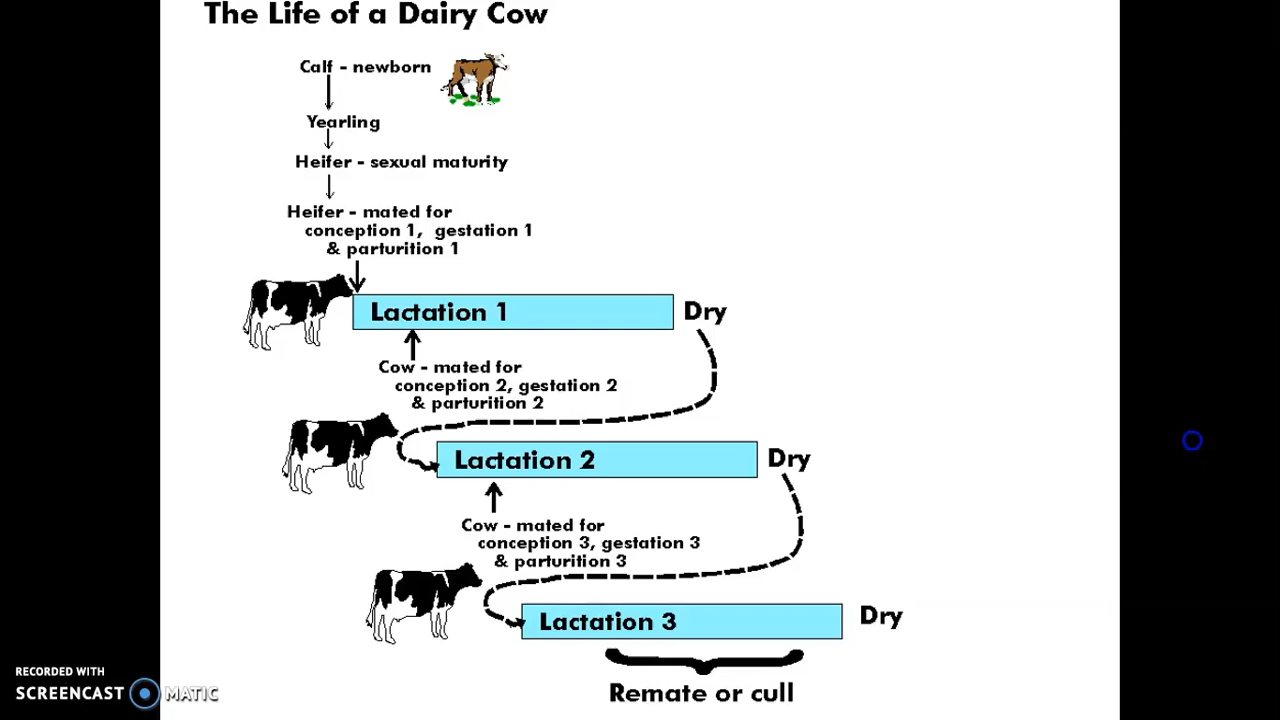 The Life of a Dairy Cow
Calf - newborn
Yearling
Heifer - sexual maturity
Heifer - mated for
conception 1, gestation 1
& parturition 1
Lactation 1
Dry
Cow - mated for
conception 2, gestation 2
& parturition 2
Lactation 2
Dry
Cow - mated for
conception 3, gestation 3
& parturition 3
Lactation 3
Dry
Remate or cull
RECORDED WITH
SCREENCAST MATIC